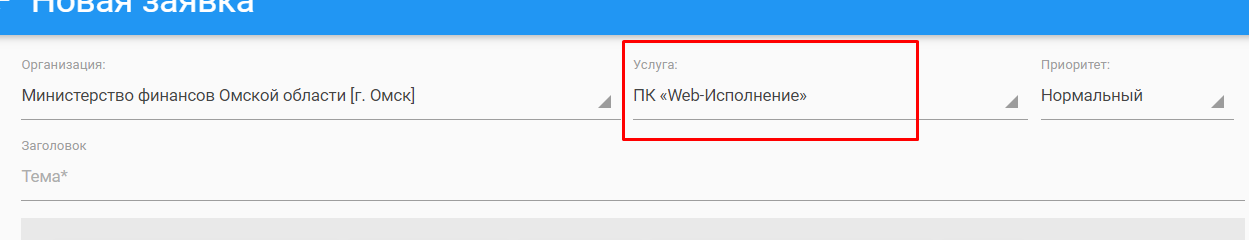 Новая заявка
Организация: Услуга: Приоритет:
Министерство финансов Омской области [г. Омск] ПК «Web-Исполнение» Нормальный
Заголовок
Тема*